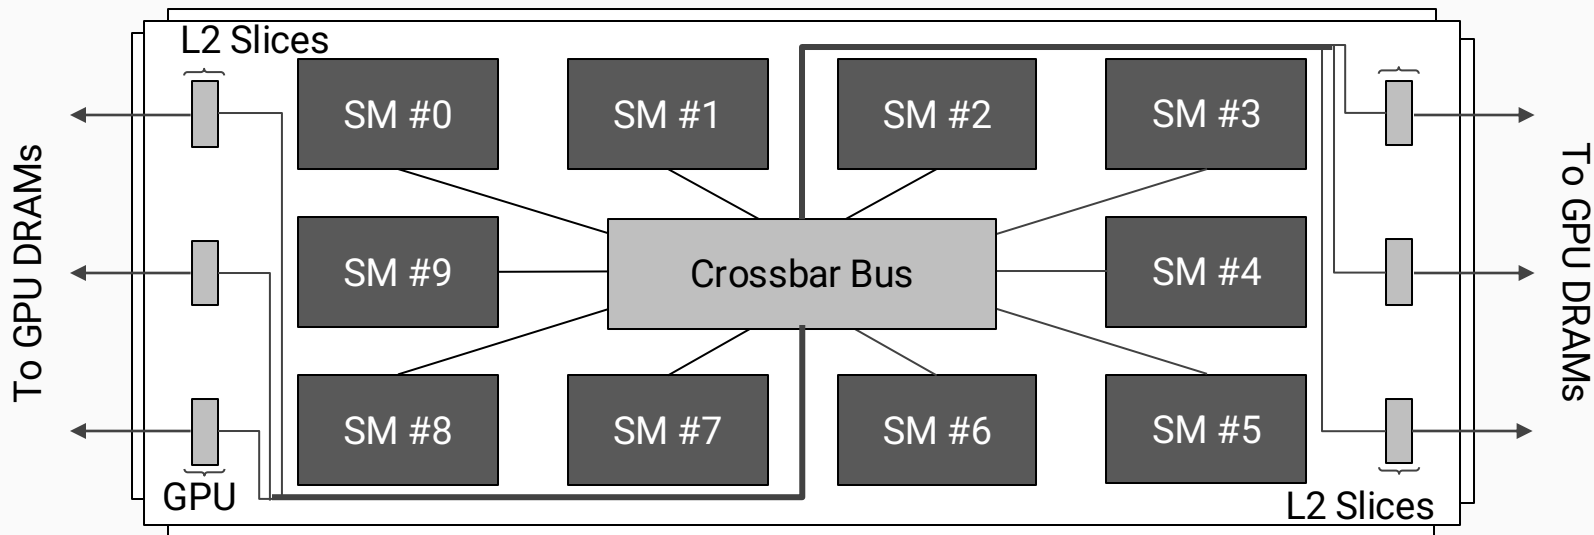 L2 Slices
SM #0
SM #1
SM #2
SM #3
To GPU DRAMs
SM #9
Crossbar Bus
SM #4
To GPU DRAMs
SM #8
SM #7
SM #6
SM #5
GPU
L2 Slices